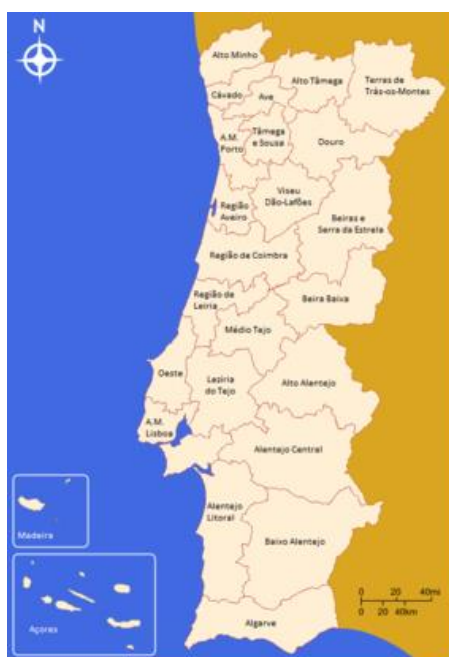 N
Alto Minho
Alto Tâmega
Terras de
Trás-os-Montes
Cávado
Ave
A.M.
Porto
Tâmega
e Sousa
Douro
Viseu
Dão-Lafões
Região
Aveiro
Beiras e
Serra da Estrela
Região de Coimbra
Região de
Leiria
Beira Baixa
Médio Tejo
Oeste
Lezíria
do Tejo
Alto Alentejo
A.M.
Lisboa
Alentejo Central
Alentejo
Litoral
Madeira
Baixo Alentejo
0 20 40mi
0 20 40km
Algarve
Açores